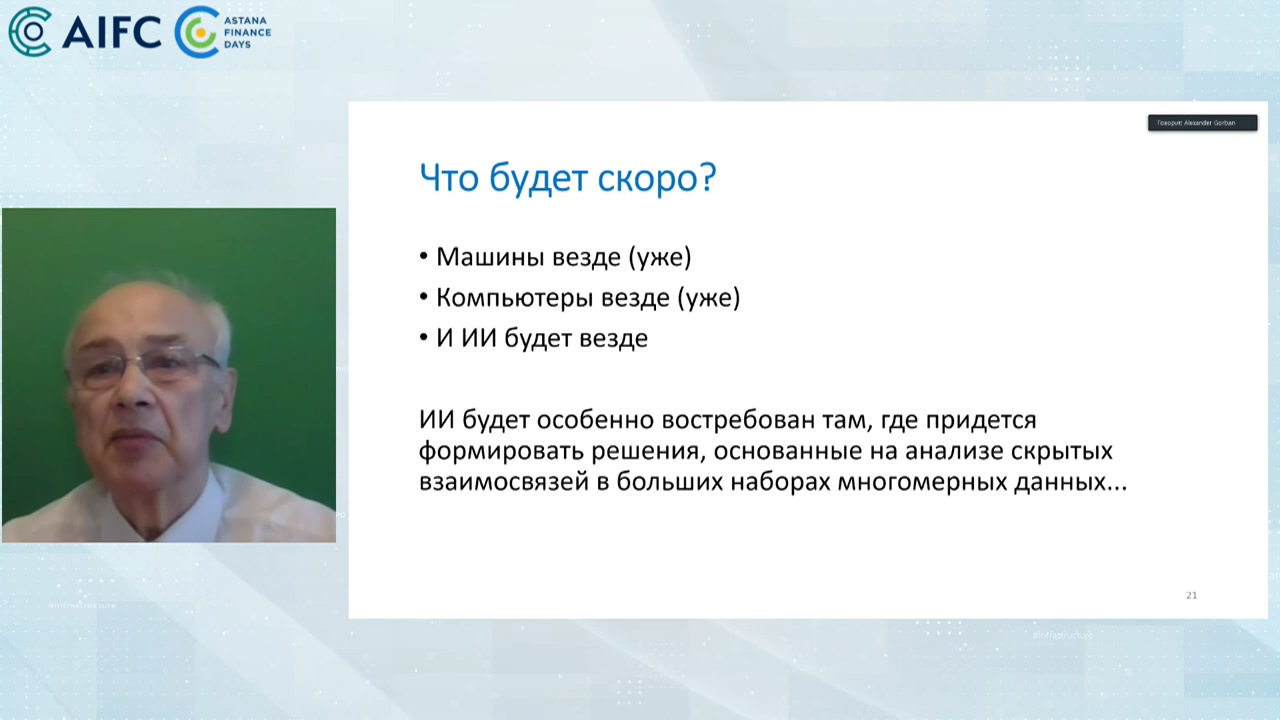 AIFC
ASTANA
FINANCE
DAYS
Говорит: Alexander Gorban
Что будет скоро?
• Машины везде (уже)
• Компьютеры везде (уже)
• И ИИ будет везде
ИИ будет особенно востребован там, где придется
формировать решения, основанные на анализе скрытых
взаимосвязей в больших наборах многомерных данных...
21
#Infrastructure
#Infrastructure